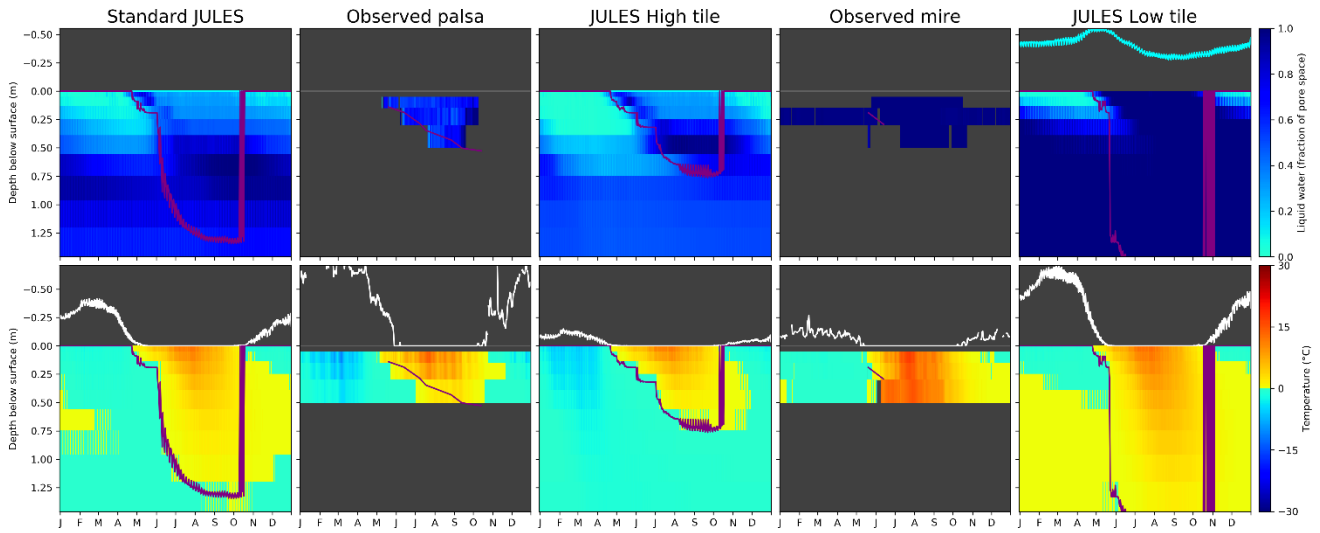 Standard JULES
Observed palsa
JULES High tile
Observed mire
JULES Low tile
−0.50
−0.25
0.00
0.25
0.50
0.75
1.00
1.25
Depth below surface (m)
1.0
0.8
0.6
0.4
0.2
0.0
Liquid water (fraction of pore space)
−0.50
−0.25
0.00
0.25
0.50
0.75
1.00
1.25
Depth below surface (m)
J F M A M J J A S O N D
J F M A M J J A S O N D
J F M A M J J A S O N D
J F M A M J J A S O N D
J F M A M J J A S O N D
30
15
0
−15
−30
Temperature (°C)